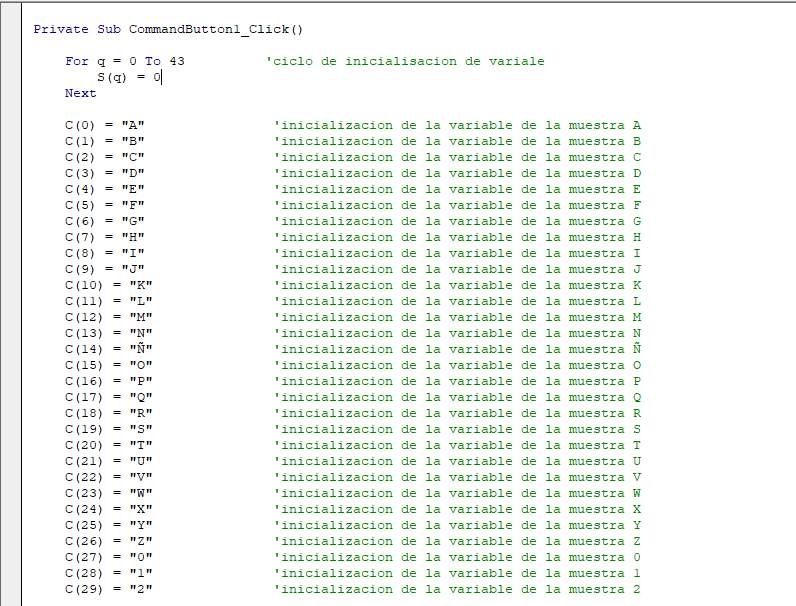 Private Sub CommandButton1_Click()
For q = 0 To 43 'ciclo de inicialisacion de variale
S(q) = 0
Next
C(0) = "A" 'inicializacion de la variable de la muestra A
C(1) = "B" 'inicializacion de la variable de la muestra B
C(2) = "C" 'inicializacion de la variable de la muestra C
C(3) = "D" 'inicializacion de la variable de la muestra D
C(4) = "E" 'inicializacion de la variable de la muestra E
C(5) = "F" 'inicializacion de la variable de la muestra F
C(6) = "G" 'inicializacion de la variable de la muestra G
C(7) = "H" 'inicializacion de la variable de la muestra H
C(8) = "I" 'inicializacion de la variable de la muestra I
C(9) = "J" 'inicializacion de la variable de la muestra J
C(10) = "K" 'inicializacion de la variable de la muestra K
C(11) = "L" 'inicializacion de la variable de la muestra L
C(12) = "M" 'inicializacion de la variable de la muestra M
C(13) = "N" 'inicializacion de la variable de la muestra N
C(14) = "Ñ" 'inicializacion de la variable de la muestra Ñ
C(15) = "O" 'inicializacion de la variable de la muestra O
C(16) = "P" 'inicializacion de la variable de la muestra P
C(17) = "Q" 'inicializacion de la variable de la muestra Q
C(18) = "R" 'inicializacion de la variable de la muestra R
C(19) = "S" 'inicializacion de la variable de la muestra S
C(20) = "T" 'inicializacion de la variable de la muestra T
C(21) = "U" 'inicializacion de la variable de la muestra U
C(22) = "V" 'inicializacion de la variable de la muestra V
C(23) = "W" 'inicializacion de la variable de la muestra W
C(24) = "X" 'inicializacion de la variable de la muestra X
C(25) = "Y" 'inicializacion de la variable de la muestra Y
C(26) = "Z" 'inicializacion de la variable de la muestra Z
C(27) = "0" 'inicializacion de la variable de la muestra 0
C(28) = "1" 'inicializacion de la variable de la muestra 1
C(29) = "2" 'inicializacion de la variable de la muestra 2